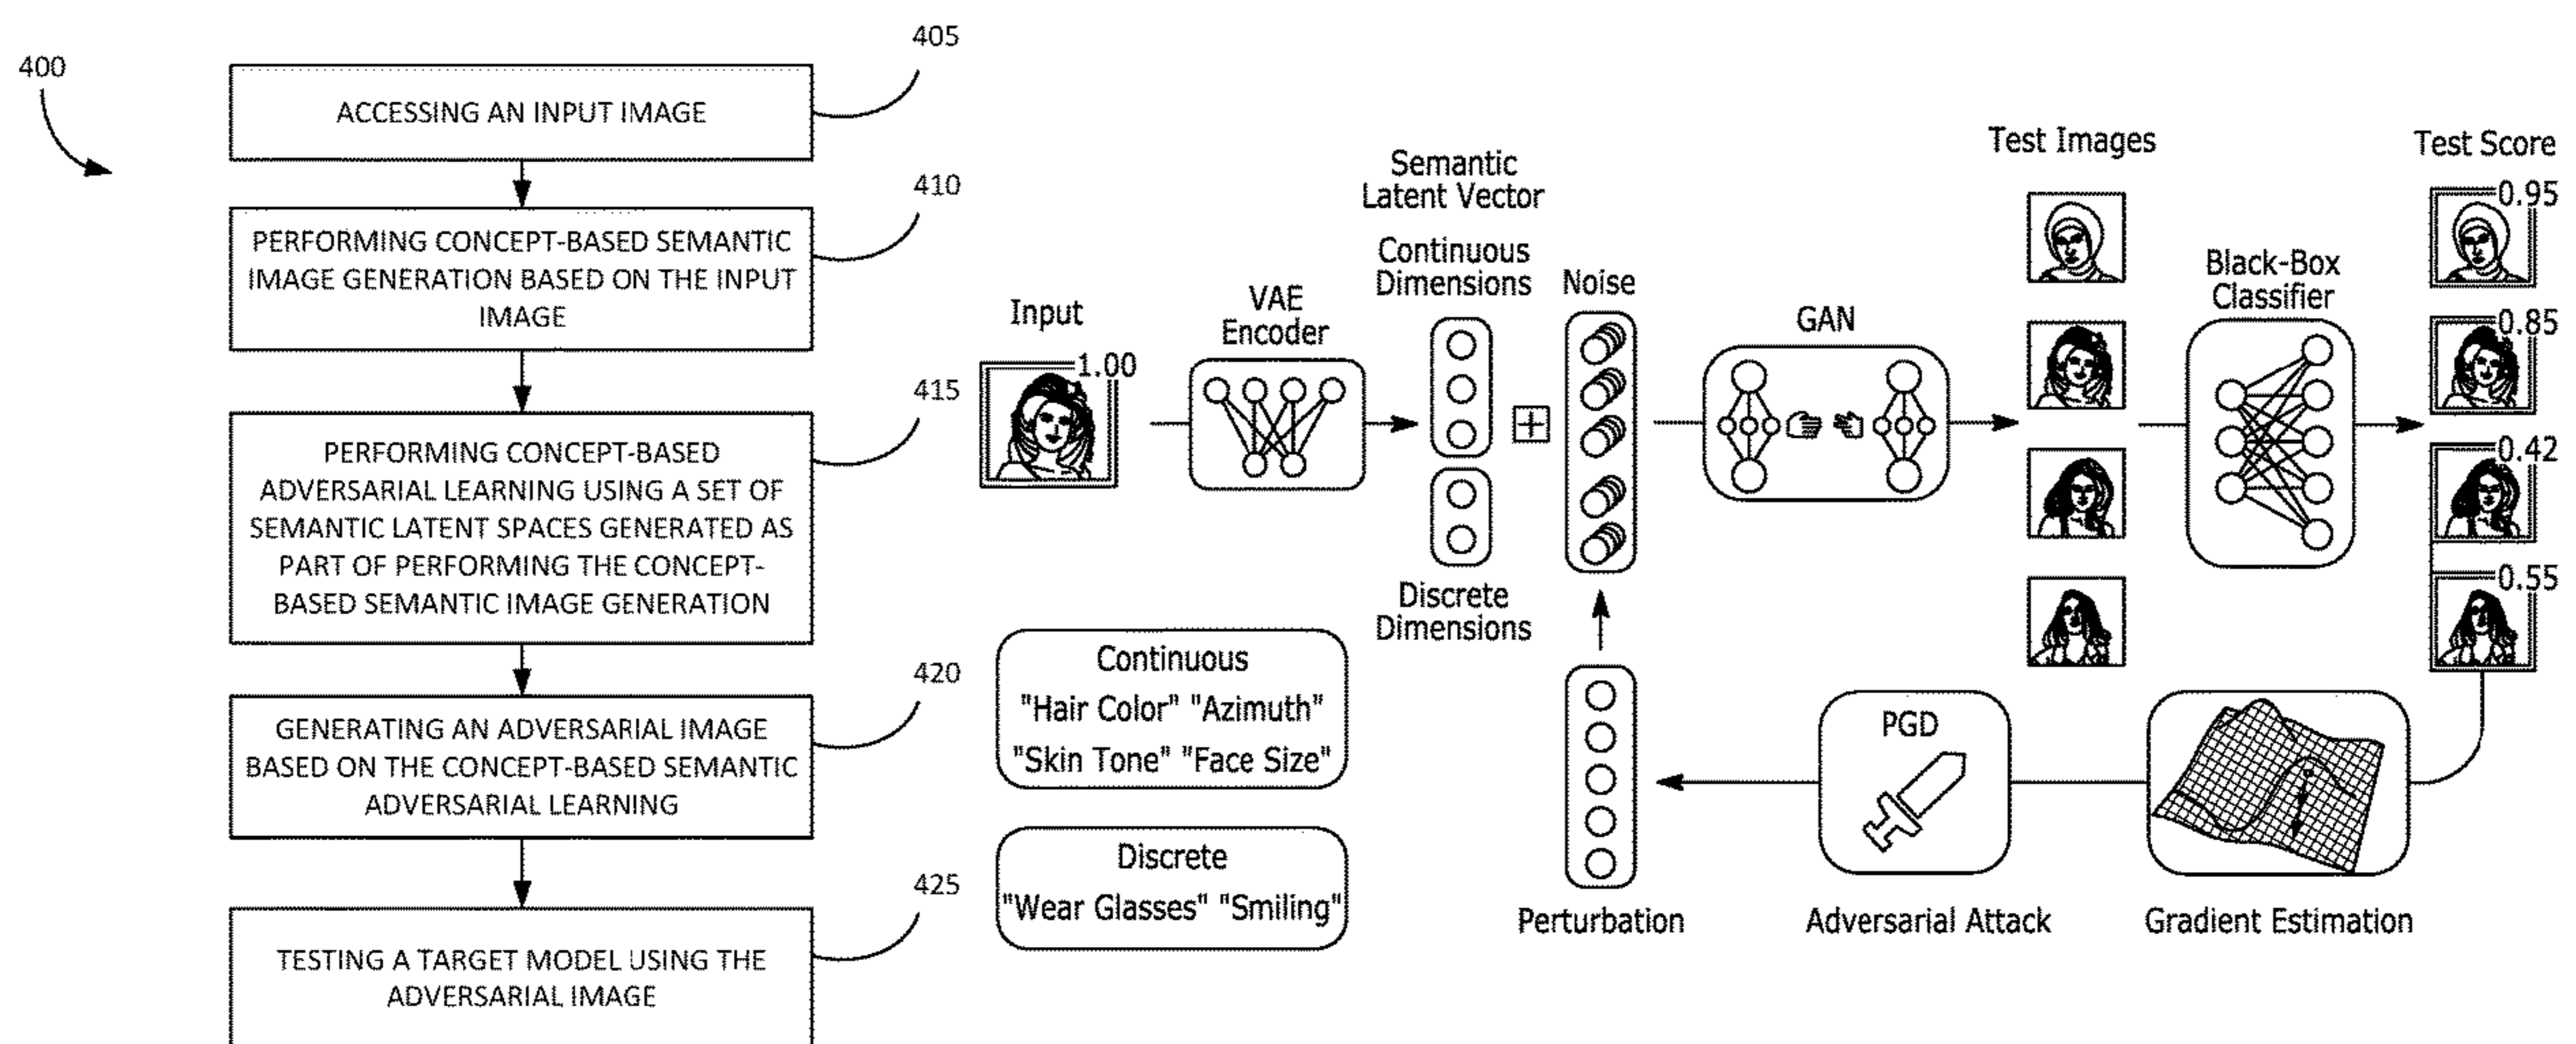 400
405
ACCESSING AN INPUT IMAGE
410
PERFORMING CONCEPT-BASED SEMANTIC
IMAGE GENERATION BASED ON THE INPUT
IMAGE
415
PERFORMING CONCEPT-BASED
ADVERSARIAL LEARNING USING A SET OF
SEMANTIC LATENT SPACES GENERATED AS
PART OF PERFORMING THE CONCEPT-
BASED SEMANTIC IMAGE GENERATION
420
GENERATING AN ADVERSARIAL IMAGE
BASED ON THE CONCEPT-BASED SEMANTIC
ADVERSARIAL LEARNING
425
TESTING A TARGET MODEL USING THE
ADVERSARIAL IMAGE
Input
1.00
VAE
Encoder
Semantic
Latent Vector
Continuous
Dimensions
Discrete
Dimensions
Noise
GAN
Test Images
Black-Box
Classifier
Test Score
0.95
0.85
0.42
0.55
Continuous
"Hair Color" "Azimuth"
"Skin Tone" "Face Size"
Discrete
"Wear Glasses" "Smiling"
Perturbation
PGD
Adversarial Attack
Gradient Estimation